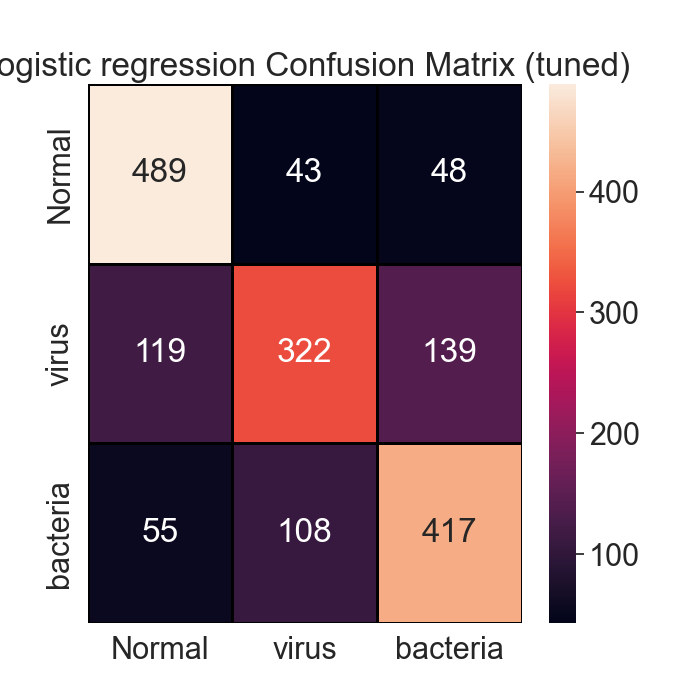 ogistic regression Confusion Matrix (tuned)
Normal
489
43
48
400
virus
119
322
139
300
200
bacteria
55
108
417
100
Normal
virus
bacteria